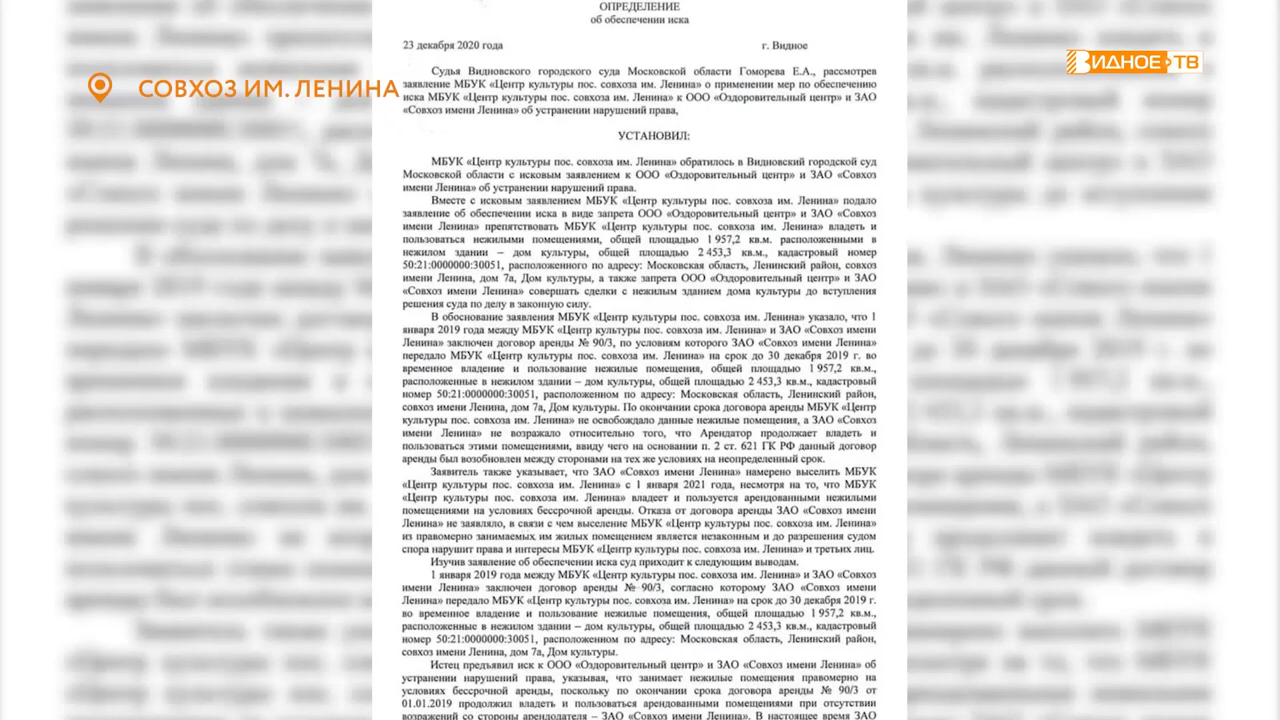 ОПРЕДЕЛЕНИЕ
об обеспечении иска
23 декабря 2020 года г. Видное
ВИДНОЕ ТВ
СОВХОЗ ИМ. ЛЕНИНА
Судья Видновского городского суда Московской области Гоморева Е.А., рассмотрев
заявление МБУК «Центр культуры пос. совхоза им. Ленина» о применении мер по обеспечению
иска МБУК «Центр культуры пос. совхоза им. Ленина» к ООО «Оздоровительный центр» и ЗАО
«Совхоз имени Ленина» об устранении нарушений права,
УСТАНОВИЛ:
МБУК «Центр культуры пос. совхоза им. Ленина» обратилось в Видновский городской суд
Московской области с исковым заявлением к ООО «Оздоровительный центр» и ЗАО «Совхоз
имени Ленина» об устранении нарушений права.
Вместе с исковым заявлением МБУК «Центр культуры пос. совхоза им. Ленина» подало
заявление об обеспечении иска в виде запрета ООО «Оздоровительный центр» и ЗАО «Совхоз
имени Ленина» препятствовать МБУК «Центр культуры пос. совхоза им. Ленина» владеть и
пользоваться нежилыми помещениями, общей площадью 1 957,2 кв.м. расположенными в
нежилом здании – дом культуры, общей площадью 2 453,3 кв.м., кадастровый номер
50:21:0000000:30051, расположенного по адресу: Московская область, Ленинский район, совхоз
имени Ленина, дом 7а, Дом культуры, а также запрета ООО «Оздоровительный центр» и ЗАО
«Совхоз имени Ленина» совершать сделки с нежилым зданием дома культуры до вступления
решения суда по делу в законную силу.
В обоснование заявления МБУК «Центр культуры пос. совхоза им. Ленина» указало, что 1
января 2019 года между МБУК «Центр культуры пос. совхоза им. Ленина» и ЗАО «Совхоз имени
Ленина» заключен договор аренды № 90/3, по условиям которого ЗАО «Совхоз имени Ленина»
передало МБУК «Центр культуры пос. совхоза им. Ленина» на срок до 30 декабря 2019 г. во
временное владение и пользование нежилые помещения, общей площадью 1 957,2 кв.м.,
расположенные в нежилом здании – дом культуры, общей площадью 2 453,3 кв.м., кадастровый
номер 50:21:0000000:30051, расположенном по адресу: Московская область, Ленинский район,
совхоз имени Ленина, дом 7а, Дом культуры. По окончании срока договора аренды МБУК «Центр
культуры пос. совхоза им. Ленина» не освобождало данные нежилые помещения, а ЗАО «Совхоз
имени Ленина» не возражало относительно того, что Арендатор продолжает владеть и
пользоваться этими помещениями, ввиду чего на основании п. 2 ст. 621 ГК РФ данный договор
аренды был возобновлен между сторонами на тех же условиях на неопределенный срок.
Заявитель также указывает, что ЗАО «Совхоз имени Ленина» намерено выселить МБУК
«Центр культуры пос. совхоза им. Ленина» с 1 января 2021 года, несмотря на то, что МБУК
«Центр культуры пос. совхоза им. Ленина» владеет и пользуется арендованными нежилыми
помещениями на условиях бессрочной аренды. Отказа от договора аренды ЗАО «Совхоз имени
Ленина» не заявляло, в связи с чем выселение МБУК «Центр культуры пос. совхоза им. Ленина»
из правомерно занимаемых им жилых помещением является незаконным и до разрешения судом
спора нарушит права и интересы МБУК «Центр культуры пос. совхоза им. Ленина» и третьих лиц.
Изучив заявление об обеспечении иска суд приходит к следующим выводам.
1 января 2019 года между МБУК «Центр культуры пос. совхоза им. Ленина» и ЗАО «Совхоз
имени Ленина» заключен договор аренды № 90/3, согласно которому ЗАО «Совхоз имени
Ленина» передало МБУК «Центр культуры пос. совхоза им. Ленина» на срок до 30 декабря 2019 г.
во временное владение и пользование нежилые помещения, общей площадью 1 957,2 кв.м.,
расположенные в нежилом здании – дом культуры, общей площадью 2 453,3 кв.м., кадастровый
номер 50:21:0000000:30051, расположенном по адресу: Московская область, Ленинский район,
совхоз имени Ленина, дом 7а, Дом культуры.
Истец предъявил иск к ООО «Оздоровительный центр» и ЗАО «Совхоз имени Ленина» об
устранении нарушений права, указывая, что занимает нежилые помещения правомерно на
условиях бессрочной аренды, поскольку по окончании срока договора аренды № 90/3 от
01.01.2019 продолжил владеть и пользоваться арендованными помещениями при отсутствии
возражений со стороны арендодателя – ЗАО «Совхоз имени Ленина». В настоящее время ЗАО